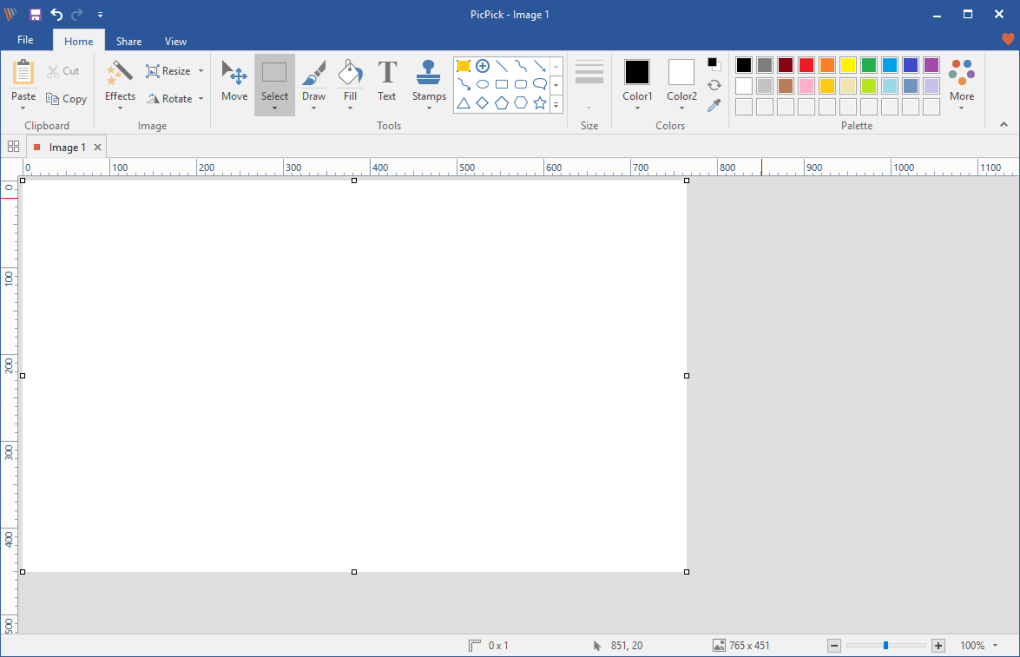 PicPick - Image 1
File Home Share View
Paste Cut Copy
Clipboard
Effects Resize Rotate
Image
Move Select Draw Fill Text Stamps
Tools
Size
Color1 Color2
Colors
More
Palette
Image 1
0 100 200 300 400 500 600 700 800 900 1000 1100
0
100
200
300
400
500
0 x 1 851, 20 765 x 451 100%